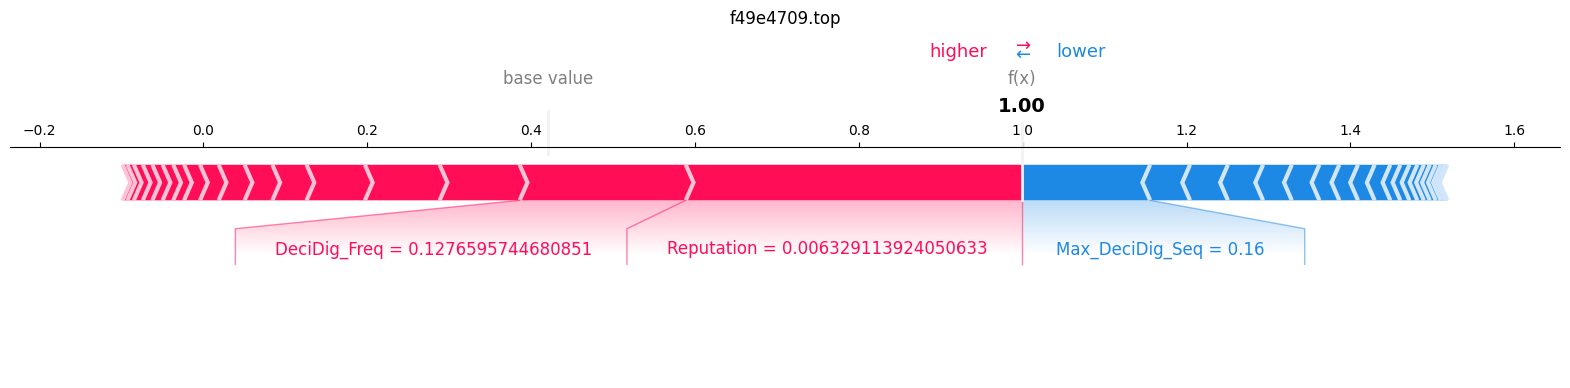 f49e4709.top
higher ⇄ lower
base value f(x)
1.00
−0.2 0.0 0.2 0.4 0.6 0.8 1.0 1.2 1.4 1.6
DeciDig_Freq = 0.1276595744680851 Reputation = 0.006329113924050633 Max_DeciDig_Seq = 0.16